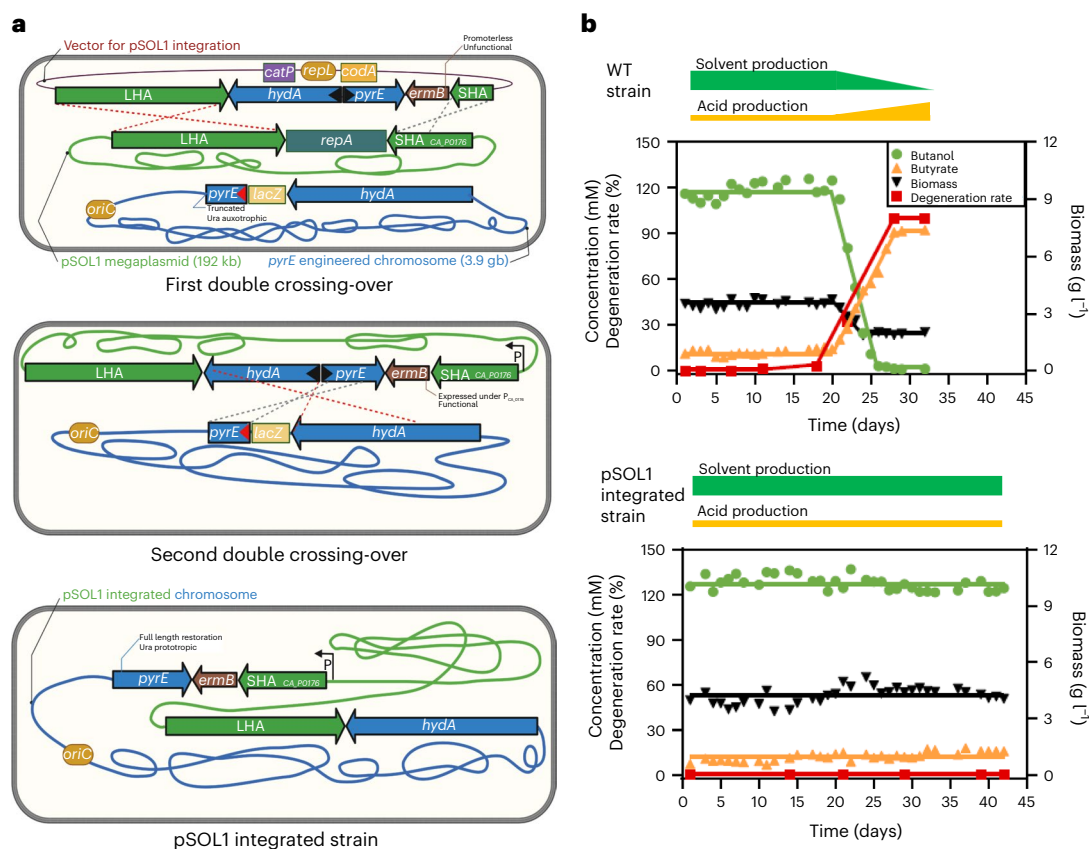 a
Vector for pSOL1 integration
Promoterless
Unfunctional
catP
repL
codA
LHA
hydA
pyrE
ermB
SHA
LHA
repA
SHA CA_P0176
pyrE
lacZ
hydA
oriC
Truncated
Ura auxotrophic
pSOL1 megaplasmid (192 kb)
pyrE engineered chromosome (3.9 gb)
First double crossing-over
P
LHA
hydA
pyrE
ermB
SHA CA_P0176
Expressed under P CA_0176
Functional
oriC
pyrE
lacZ
hydA
Second double crossing-over
pSOL1 integrated chromosome
Full length restoration
Ura prototropic
P
pyrE
ermB
SHA CA_P0176
LHA
hydA
oriC
pSOL1 integrated strain
b
WT
strain
Solvent production
Acid production
150
120
90
60
30
0
Concentration (mM)
Degeneration rate (%)
Butanol
Butyrate
Biomass
Degeneration rate
12
9
6
3
0
Biomass (g l−1)
0 5 10 15 20 25 30 35 40 45
Time (days)
pSOL1
integrated
strain
Solvent production
Acid production
150
120
90
60
30
0
Concentration (mM)
Degeneration rate (%)
12
9
6
3
0
Biomass (g l−1)
0 5 10 15 20 25 30 35 40 45
Time (days)